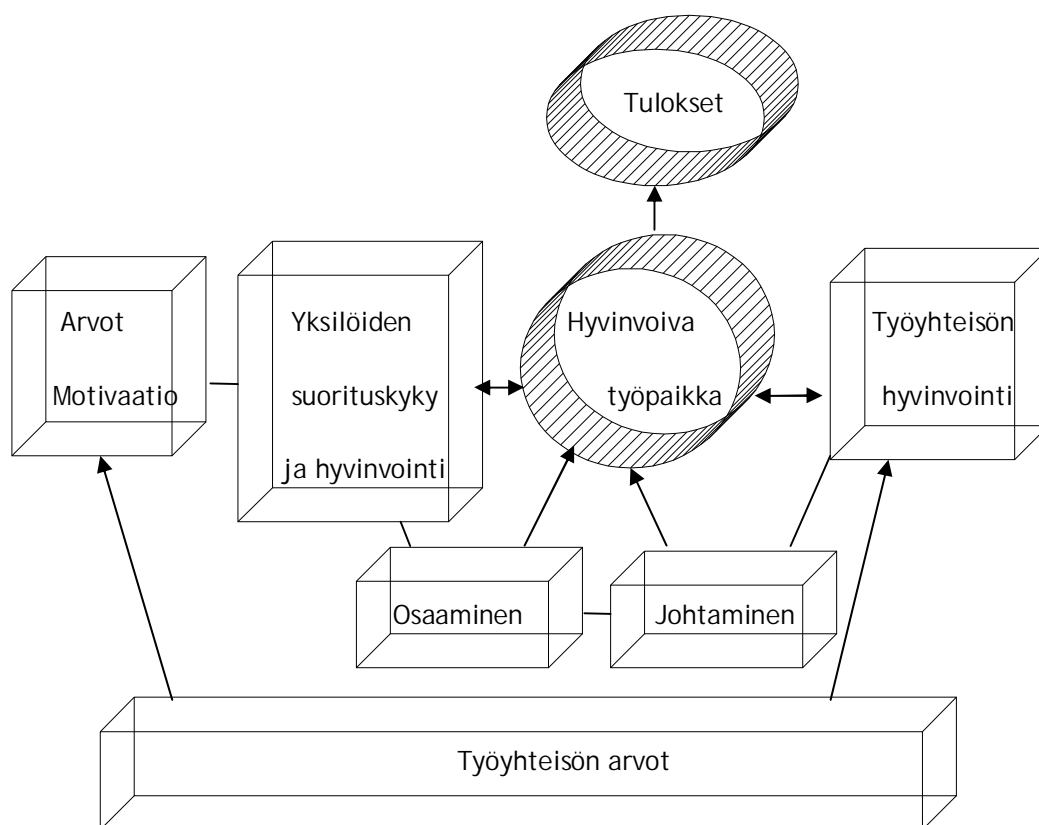 Tulokset
Arvot
Motivaatio
Yksilöiden
suorituskyky
ja hyvinvointi
Hyvinvoiva
työpaikka
Työyhteisön
hyvinvointi
Osaaminen
Johtaminen
Työyhteisön arvot